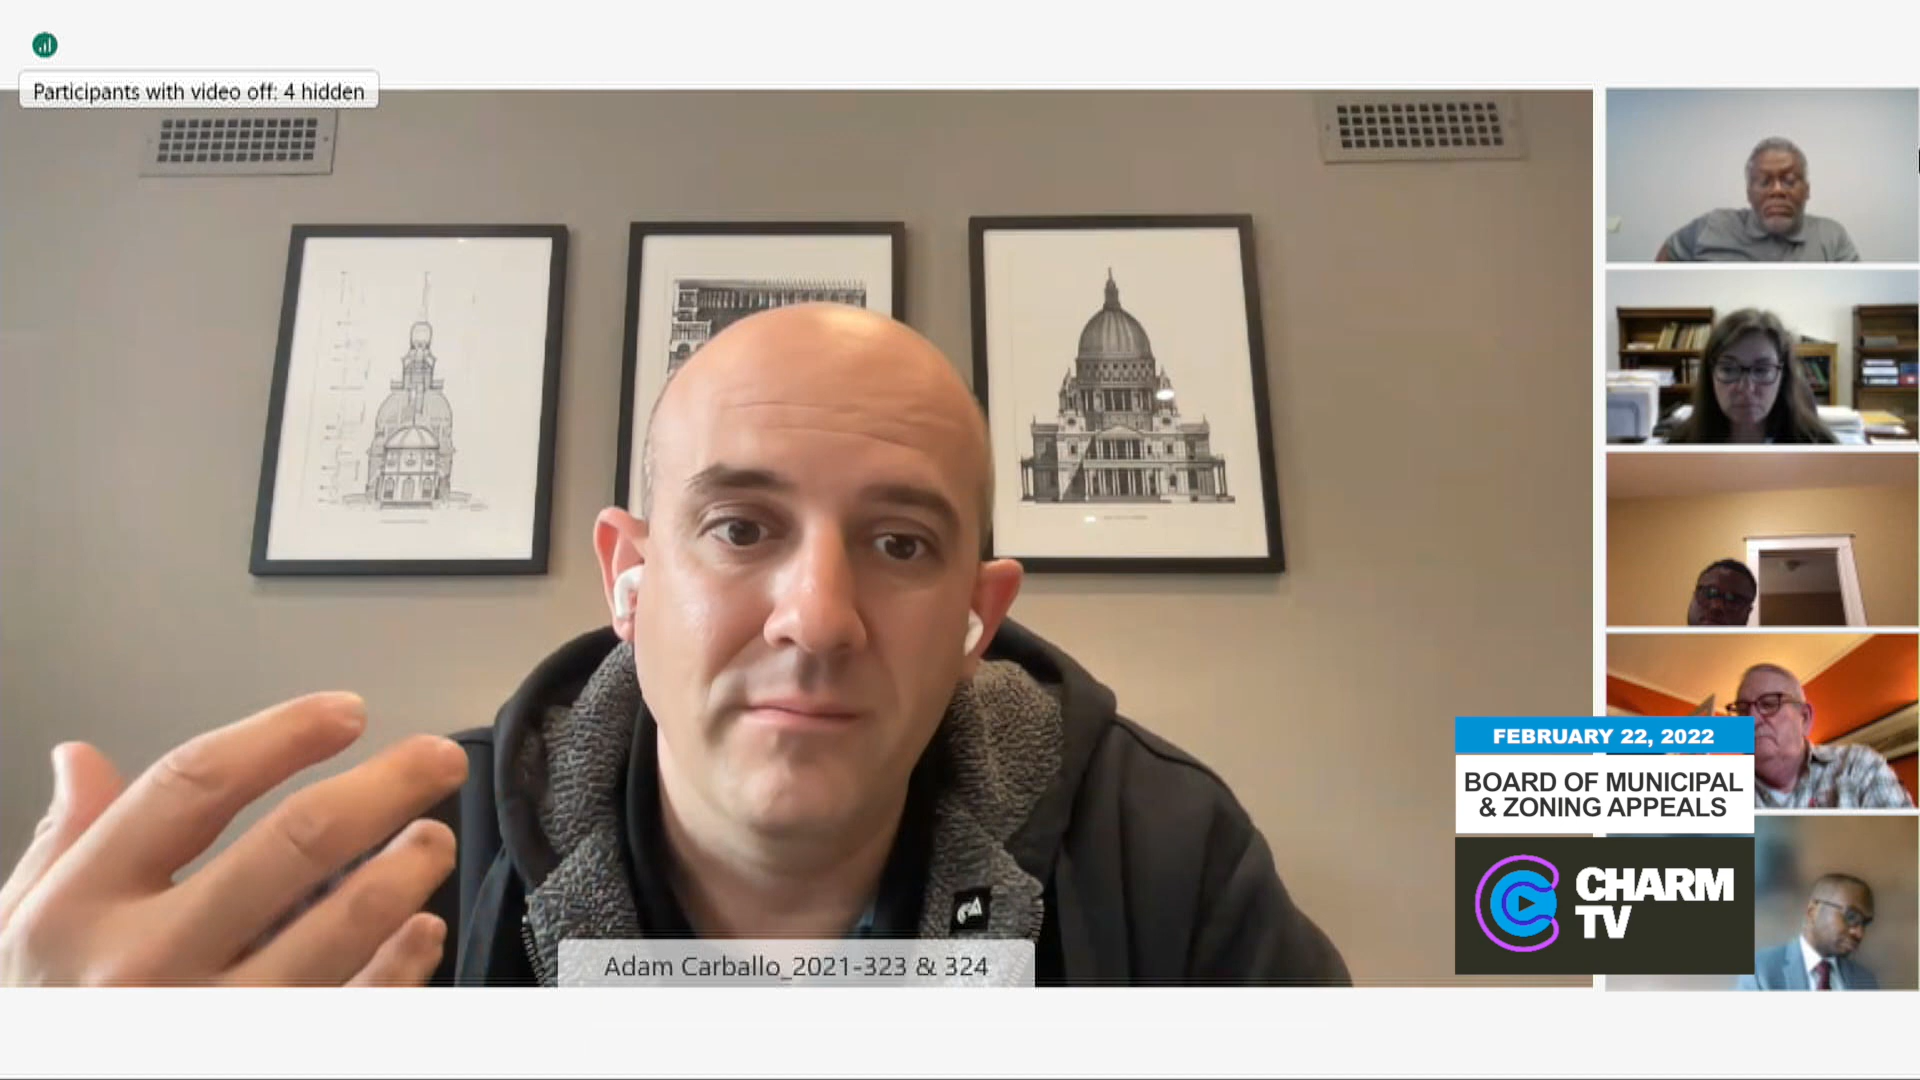 Participants with video off: 4 hidden
FEBRUARY 22, 2022
BOARD OF MUNICIPAL
& ZONING APPEALS
CHARM
TV
Adam Carballo_2021-323 & 324